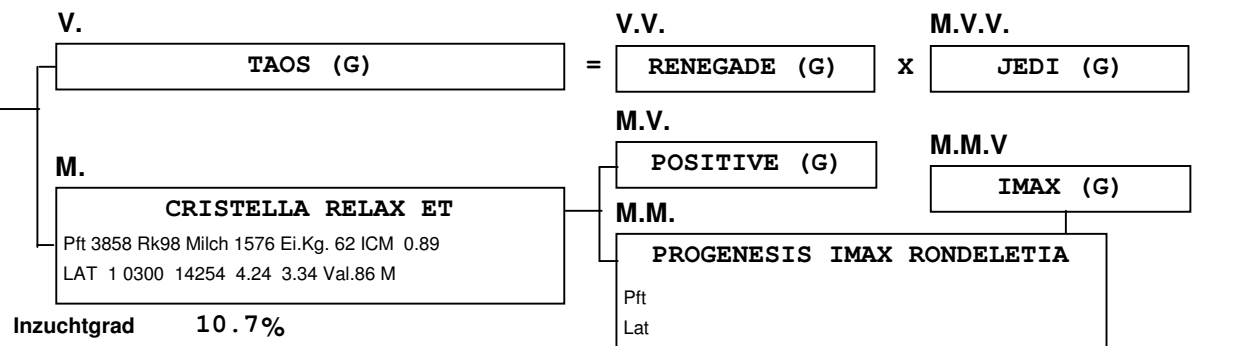 V. V.V. M.V.V.
TAOS (G) = RENEGADE (G) X JEDI (G)
M.V.
POSITIVE (G)
M.M.V
IMAX (G)
M.
CRISTELLA RELAX ET
Pft 3858 Rk98 Milch 1576 Ei.Kg. 62 ICM 0.89
LAT 1 0300 14254 4.24 3.34 Val.86 M
M.M.
PROGENESIS IMAX RONDELETIA
Pft
Lat
Inzuchtgrad 10.7%